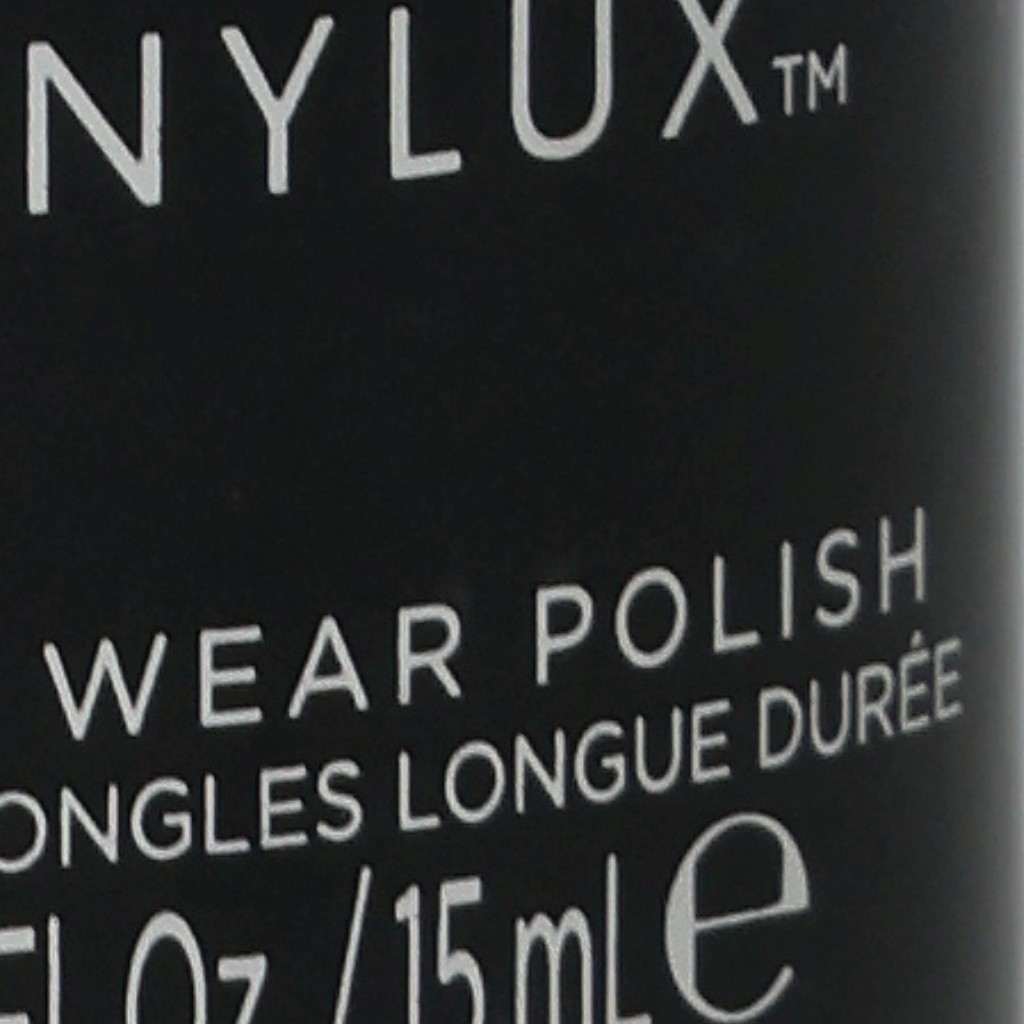 NYLUX™
WEAR POLISH
ONGLES LONGUE DURÉE
Fl Oz / 15 mL e